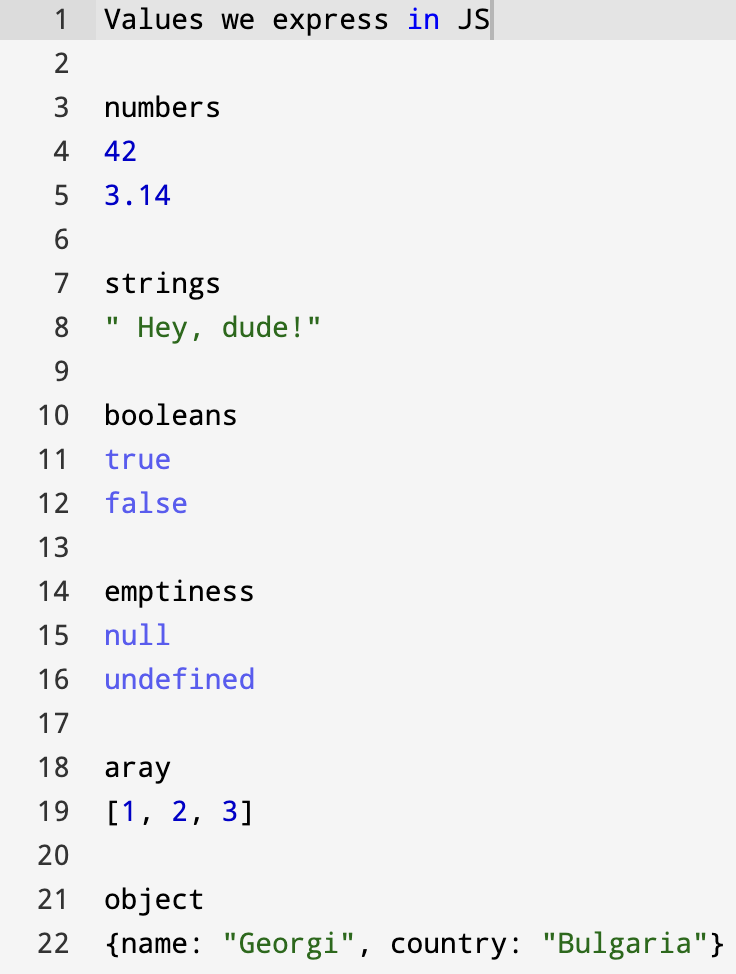 1 Values we express in JS
2
3 numbers
4 42
5 3.14
6
7 strings
8 " Hey, dude!"
9
10 booleans
11 true
12 false
13
14 emptiness
15 null
16 undefined
17
18 aray
19 [1, 2, 3]
20
21 object
22 {name: "Georgi", country: "Bulgaria"}